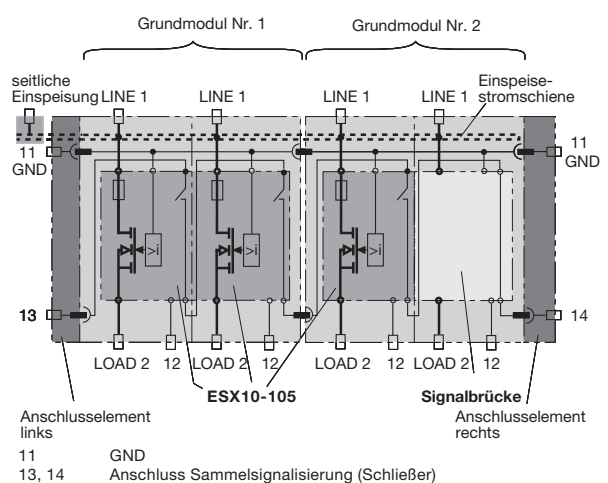 Grundmodul Nr. 1 Grundmodul Nr. 2
seitliche
Einspeisung LINE 1 LINE 1 LINE 1 LINE 1
Einspeise-
stromschiene
11
GND
11
GND
>i >i >i
13 14
LOAD 2 12 LOAD 2 12 LOAD 2 12 LOAD 2 12
ESX10-105 Signalbrücke
Anschlusselement
links
Anschlusselement
rechts
11 GND
13, 14 Anschluss Sammelsignalisierung (Schließer)